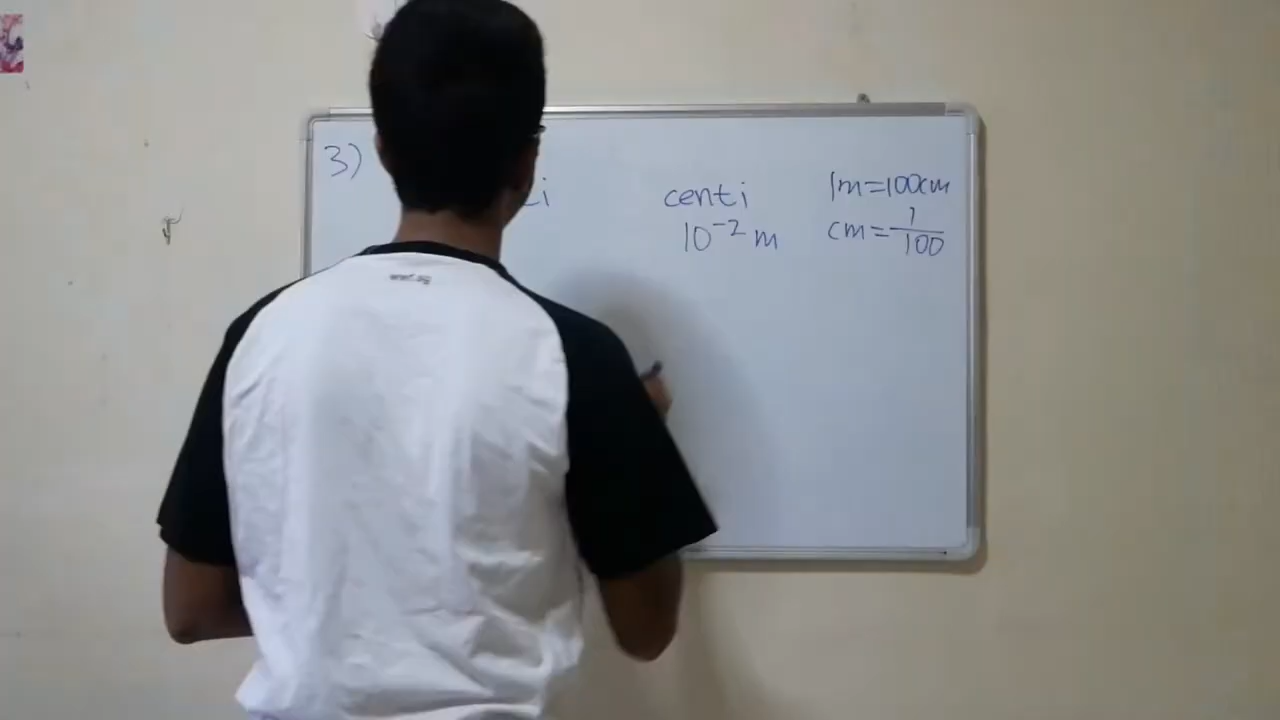 3)
centi
10⁻² m
1m=100cm
cm=1/100